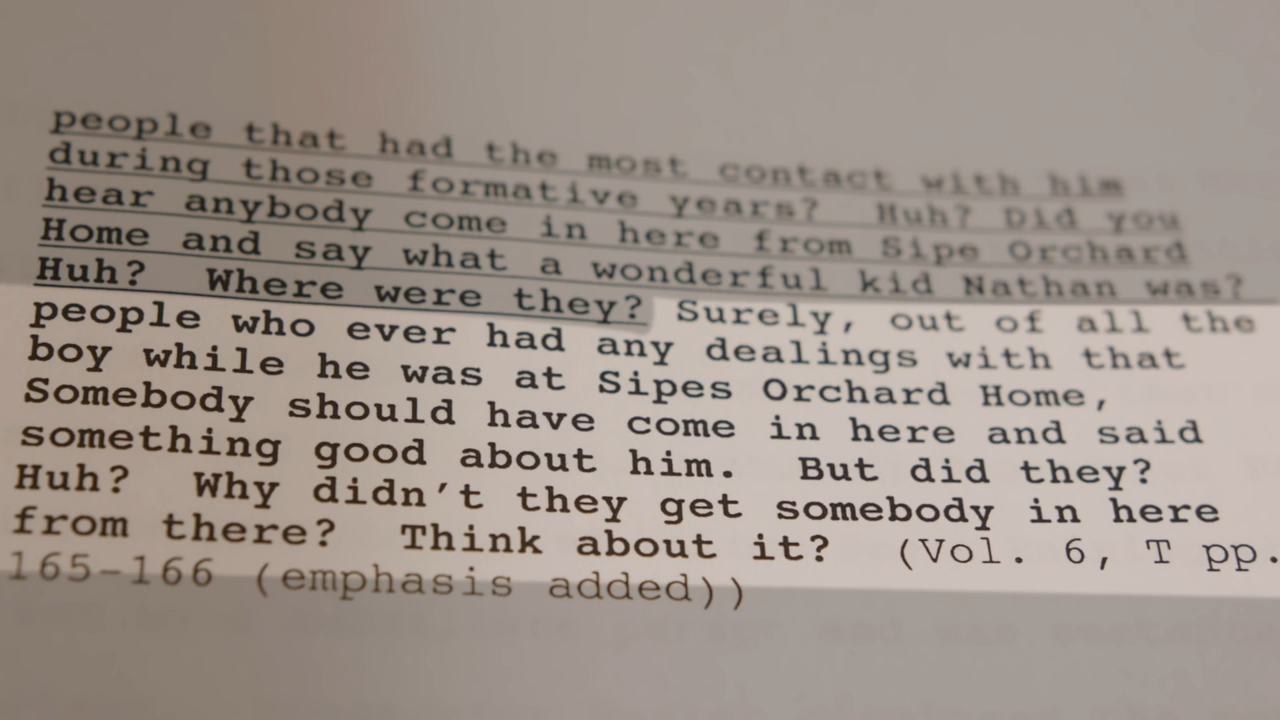 people that had the most contact with him
during those formative years?  Huh? Did you
hear anybody come in here from Sipe Orchard
Home and say what a wonderful kid Nathan was?
Huh?  Where were they? Surely, out of all the
people who ever had any dealings with that
boy while he was at Sipes Orchard Home,
Somebody should have come in here and said
something good about him.  But did they?
Huh?  Why didn't they get somebody in here
from there?  Think about it?  (Vol. 6, T pp.
165-166 (emphasis added))